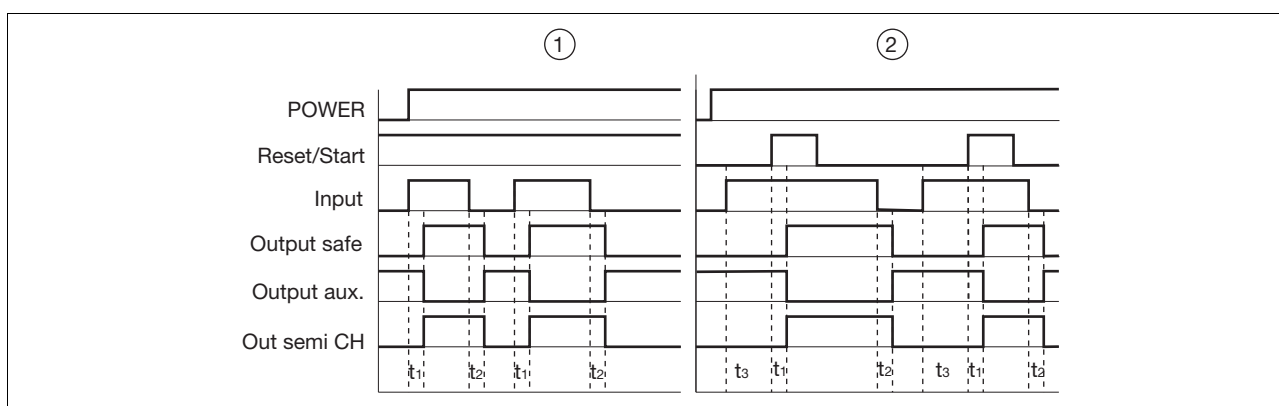 ① ②
POWER
Reset/Start
Input
Output safe
Output aux.
Out semi CH
t1 t2 t1 t2 t3 t1 t2 t3 t1 t2